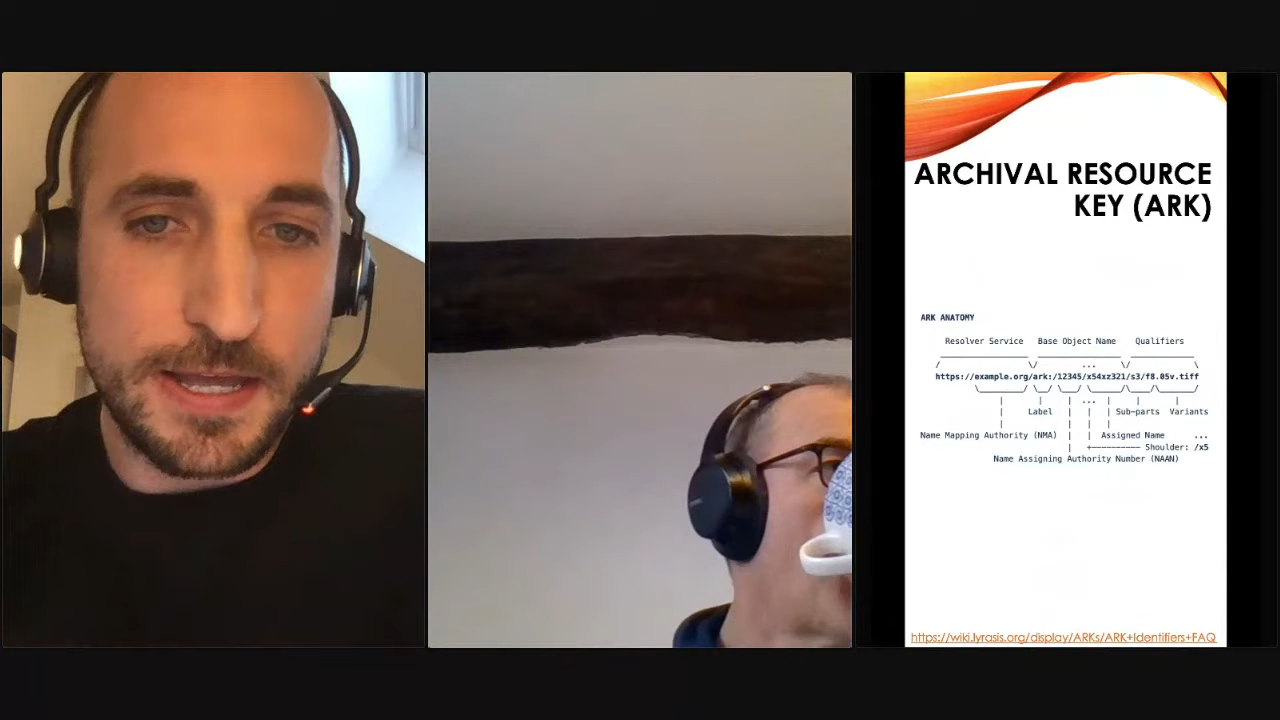 ARCHIVAL RESOURCE
KEY (ARK)
ARK ANATOMY
Resolver Service Base Object Name Qualifiers
https://example.org/ark:/12345/x54xz321/s3/f8.05v.tiff
Label ... Sub-parts Variants
Name Mapping Authority (NMA) Assigned Name ...
Shoulder: /x5
Name Assigning Authority Number (NAAN)
https://wiki.lyrasis.org/display/ARKs/ARK+Identifiers+FAQ